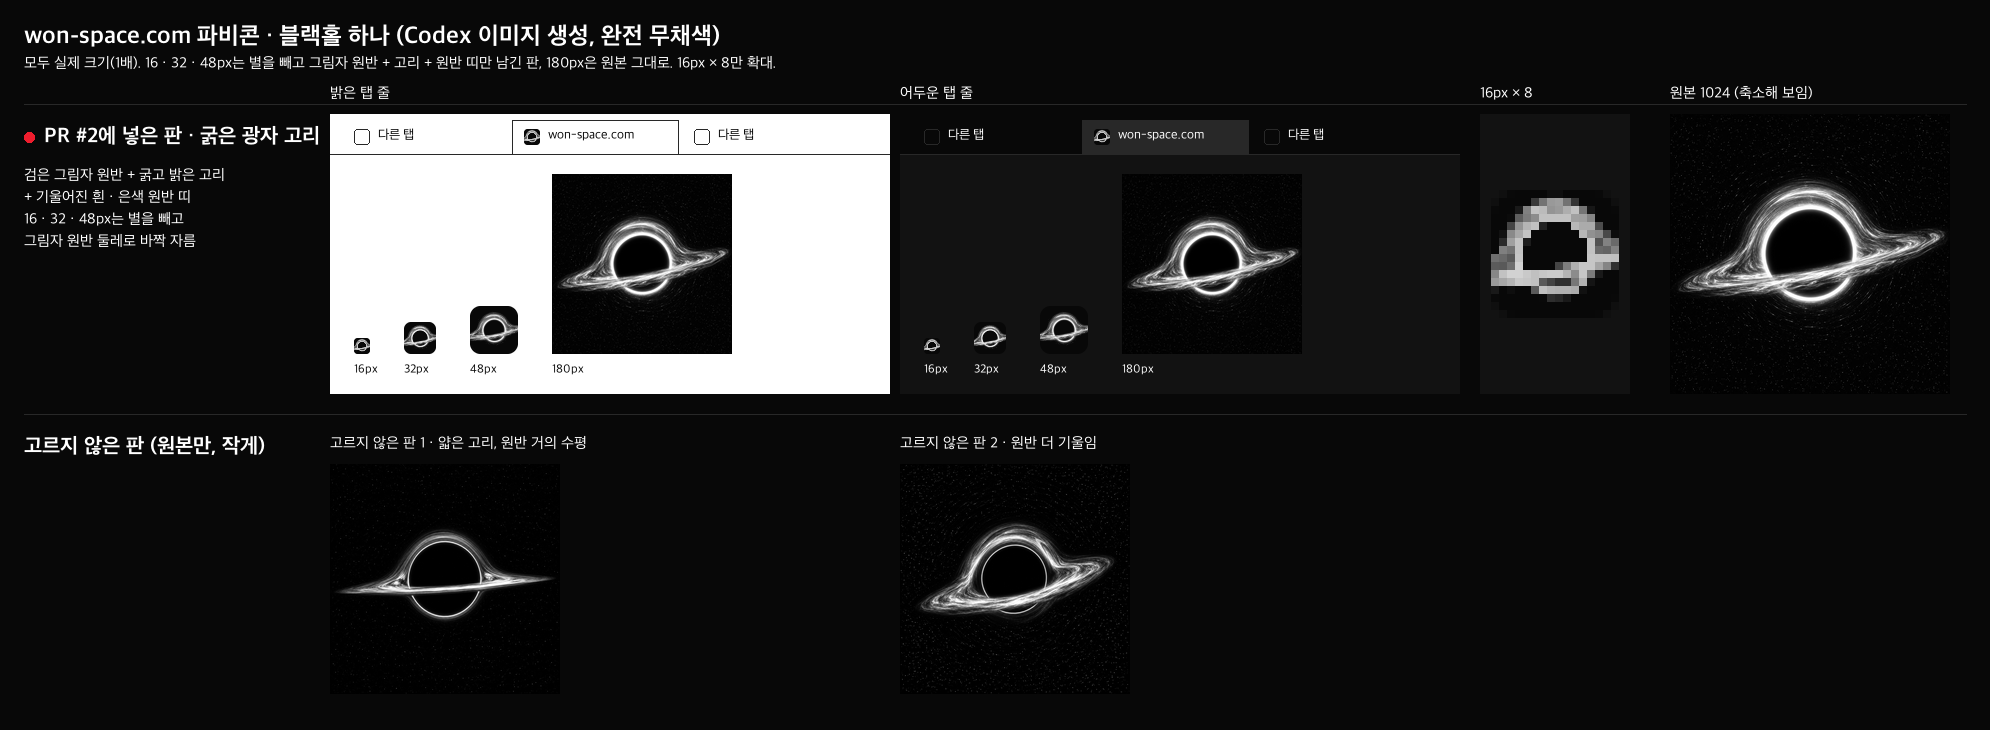 won-space.com 파비콘 · 블랙홀 하나 (Codex 이미지 생성, 완전 무채색)
모두 실제 크기(1배). 16 · 32 · 48px는 별을 빼고 그림자 원반 + 고리 + 원반 띠만 남긴 판, 180px은 원본 그대로. 16px × 8만 확대.
밝은 탭 줄
어두운 탭 줄
16px × 8
원본 1024 (축소해 보임)
PR #2에 넣은 판 · 굵은 광자 고리
검은 그림자 원반 + 굵고 밝은 고리
+ 기울어진 흰 · 은색 원반 띠
16 · 32 · 48px는 별을 빼고
그림자 원반 둘레로 바짝 자름
다른 탭
won-space.com
다른 탭
16px
32px
48px
180px
다른 탭
won-space.com
다른 탭
16px
32px
48px
180px
고르지 않은 판 (원본만, 작게)
고르지 않은 판 1 · 얇은 고리, 원반 거의 수평
고르지 않은 판 2 · 원반 더 기울임